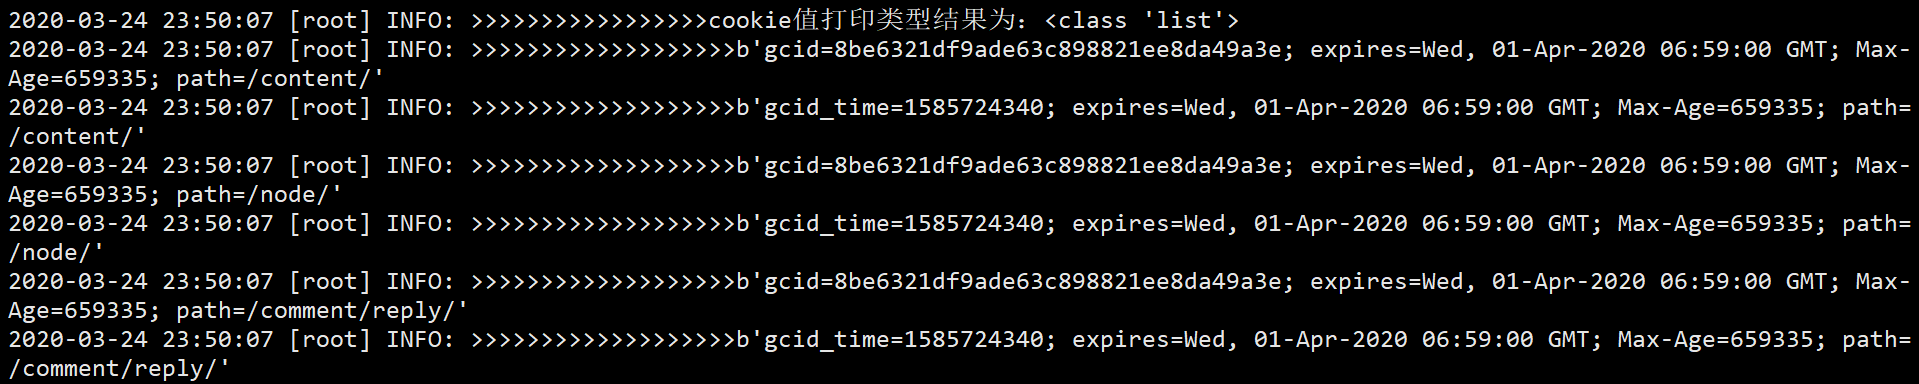 2020-03-24 23:50:07 [root] INFO: >>>>>>>>>>>>>>>>>cookie值打印类型结果为: <class 'list'>
2020-03-24 23:50:07 [root] INFO: >>>>>>>>>>>>>>>>>>>b'gcid=8be6321df9ade63c898821ee8da49a3e; expires=Wed, 01-Apr-2020 06:59:00 GMT; Max-
Age=659335; path=/content/'
2020-03-24 23:50:07 [root] INFO: >>>>>>>>>>>>>>>>>>>b'gcid_time=1585724340; expires=Wed, 01-Apr-2020 06:59:00 GMT; Max-Age=659335; path=
/content/'
2020-03-24 23:50:07 [root] INFO: >>>>>>>>>>>>>>>>>>>b'gcid=8be6321df9ade63c898821ee8da49a3e; expires=Wed, 01-Apr-2020 06:59:00 GMT; Max-
Age=659335; path=/node/'
2020-03-24 23:50:07 [root] INFO: >>>>>>>>>>>>>>>>>>>b'gcid_time=1585724340; expires=Wed, 01-Apr-2020 06:59:00 GMT; Max-Age=659335; path=
/node/'
2020-03-24 23:50:07 [root] INFO: >>>>>>>>>>>>>>>>>>>b'gcid=8be6321df9ade63c898821ee8da49a3e; expires=Wed, 01-Apr-2020 06:59:00 GMT; Max-
Age=659335; path=/comment/reply/'
2020-03-24 23:50:07 [root] INFO: >>>>>>>>>>>>>>>>>>>b'gcid_time=1585724340; expires=Wed, 01-Apr-2020 06:59:00 GMT; Max-Age=659335; path=
/comment/reply/'